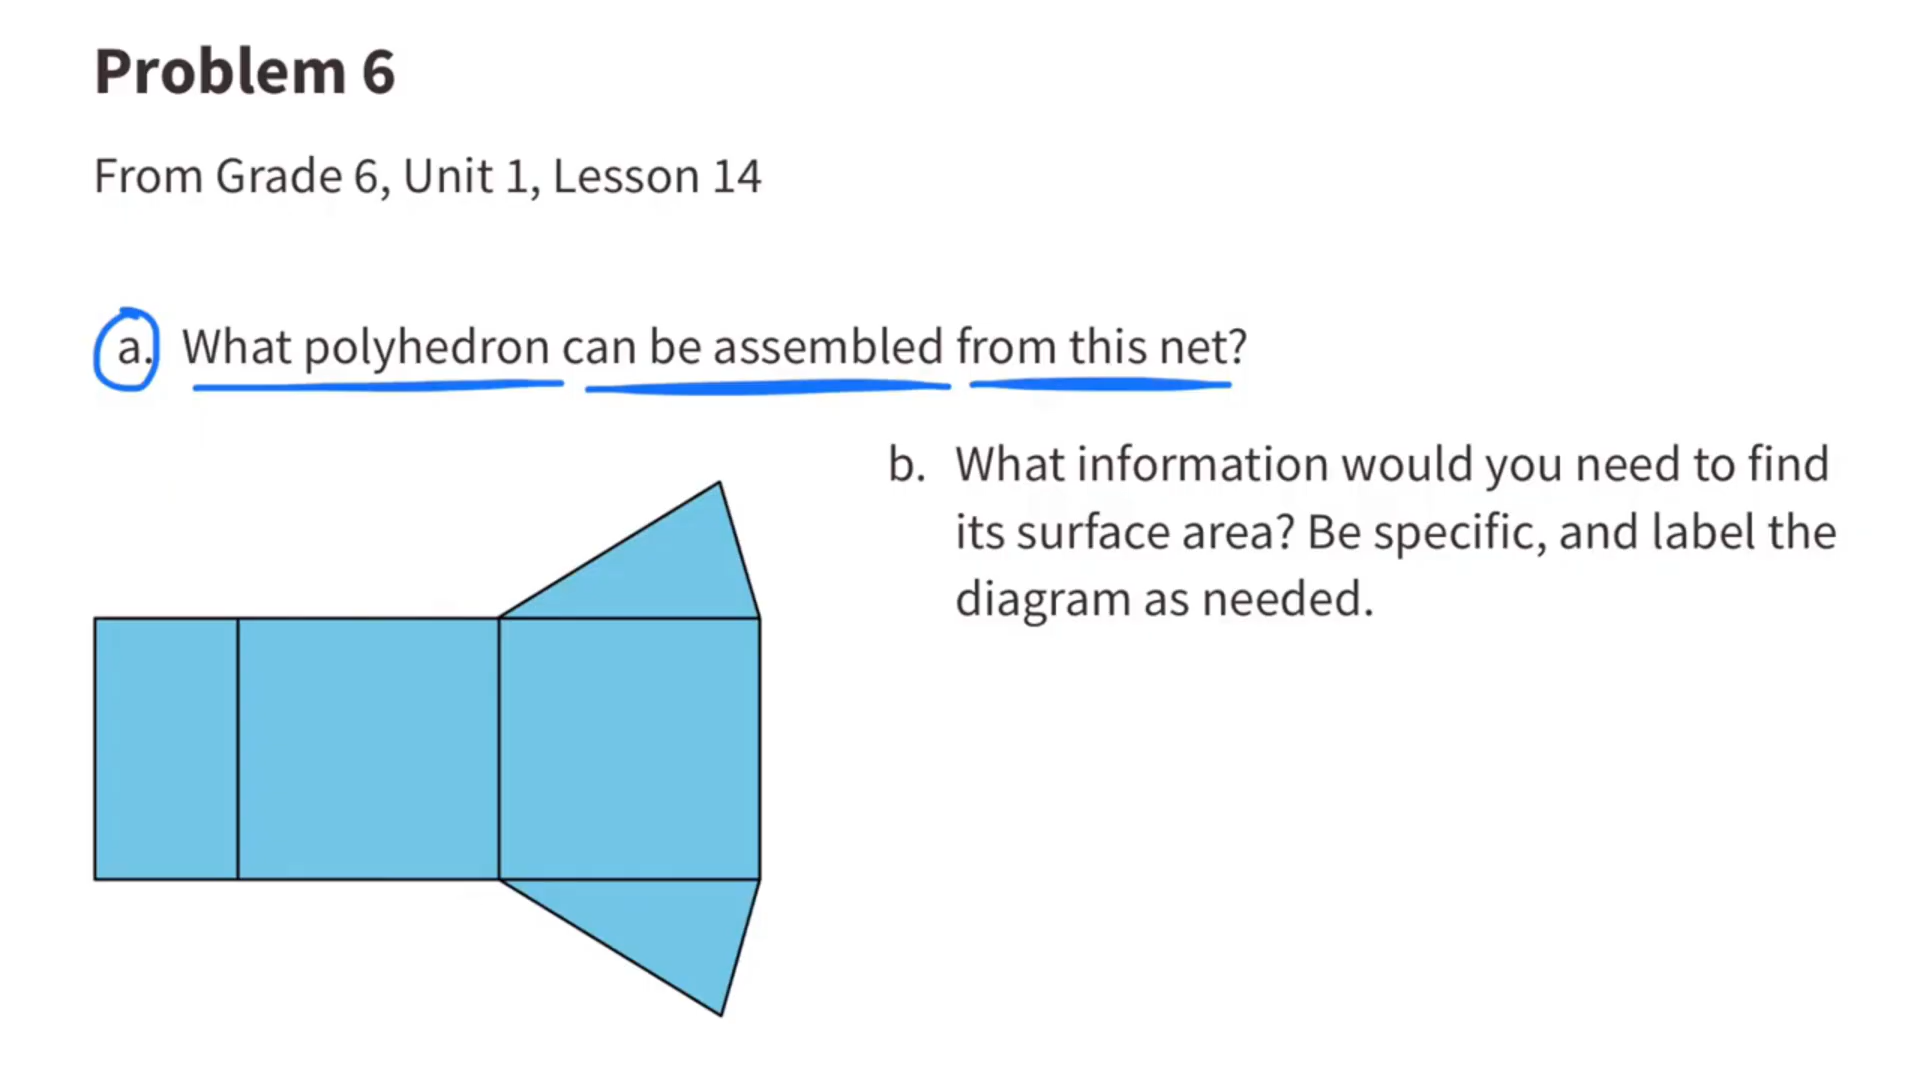 Problem 6
From Grade 6, Unit 1, Lesson 14
a. What polyhedron can be assembled from this net?
b. What information would you need to find
its surface area? Be specific, and label the
diagram as needed.